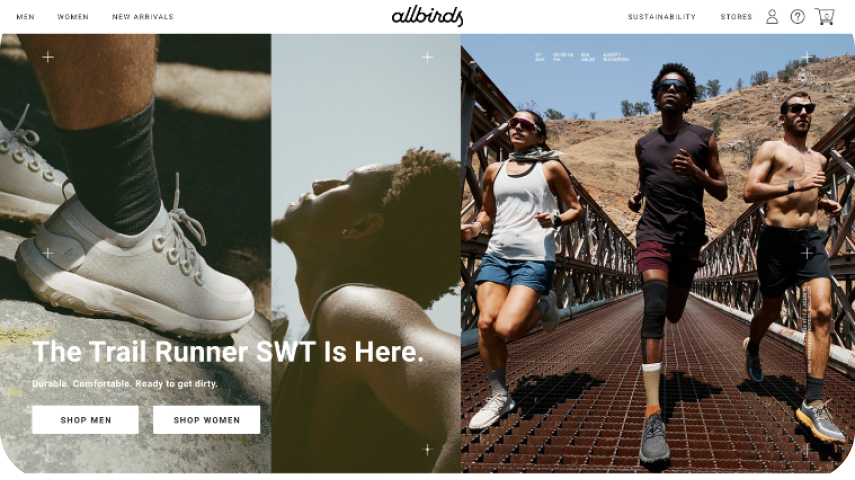 MEN
WOMEN
NEW ARRIVALS
allbirds
SUSTAINABILITY
STORES
The Trail Runner SWT Is Here.
Durable. Comfortable. Ready to get dirty.
SHOP MEN
SHOP WOMEN